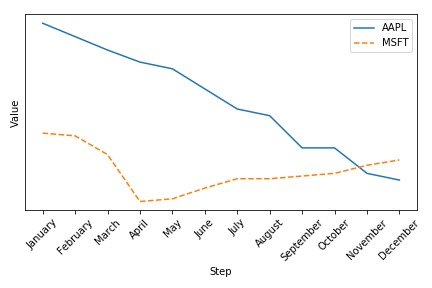 AAPL
MSFT
Value
January
February
March
April
May
June
July
August
September
October
November
December
Step